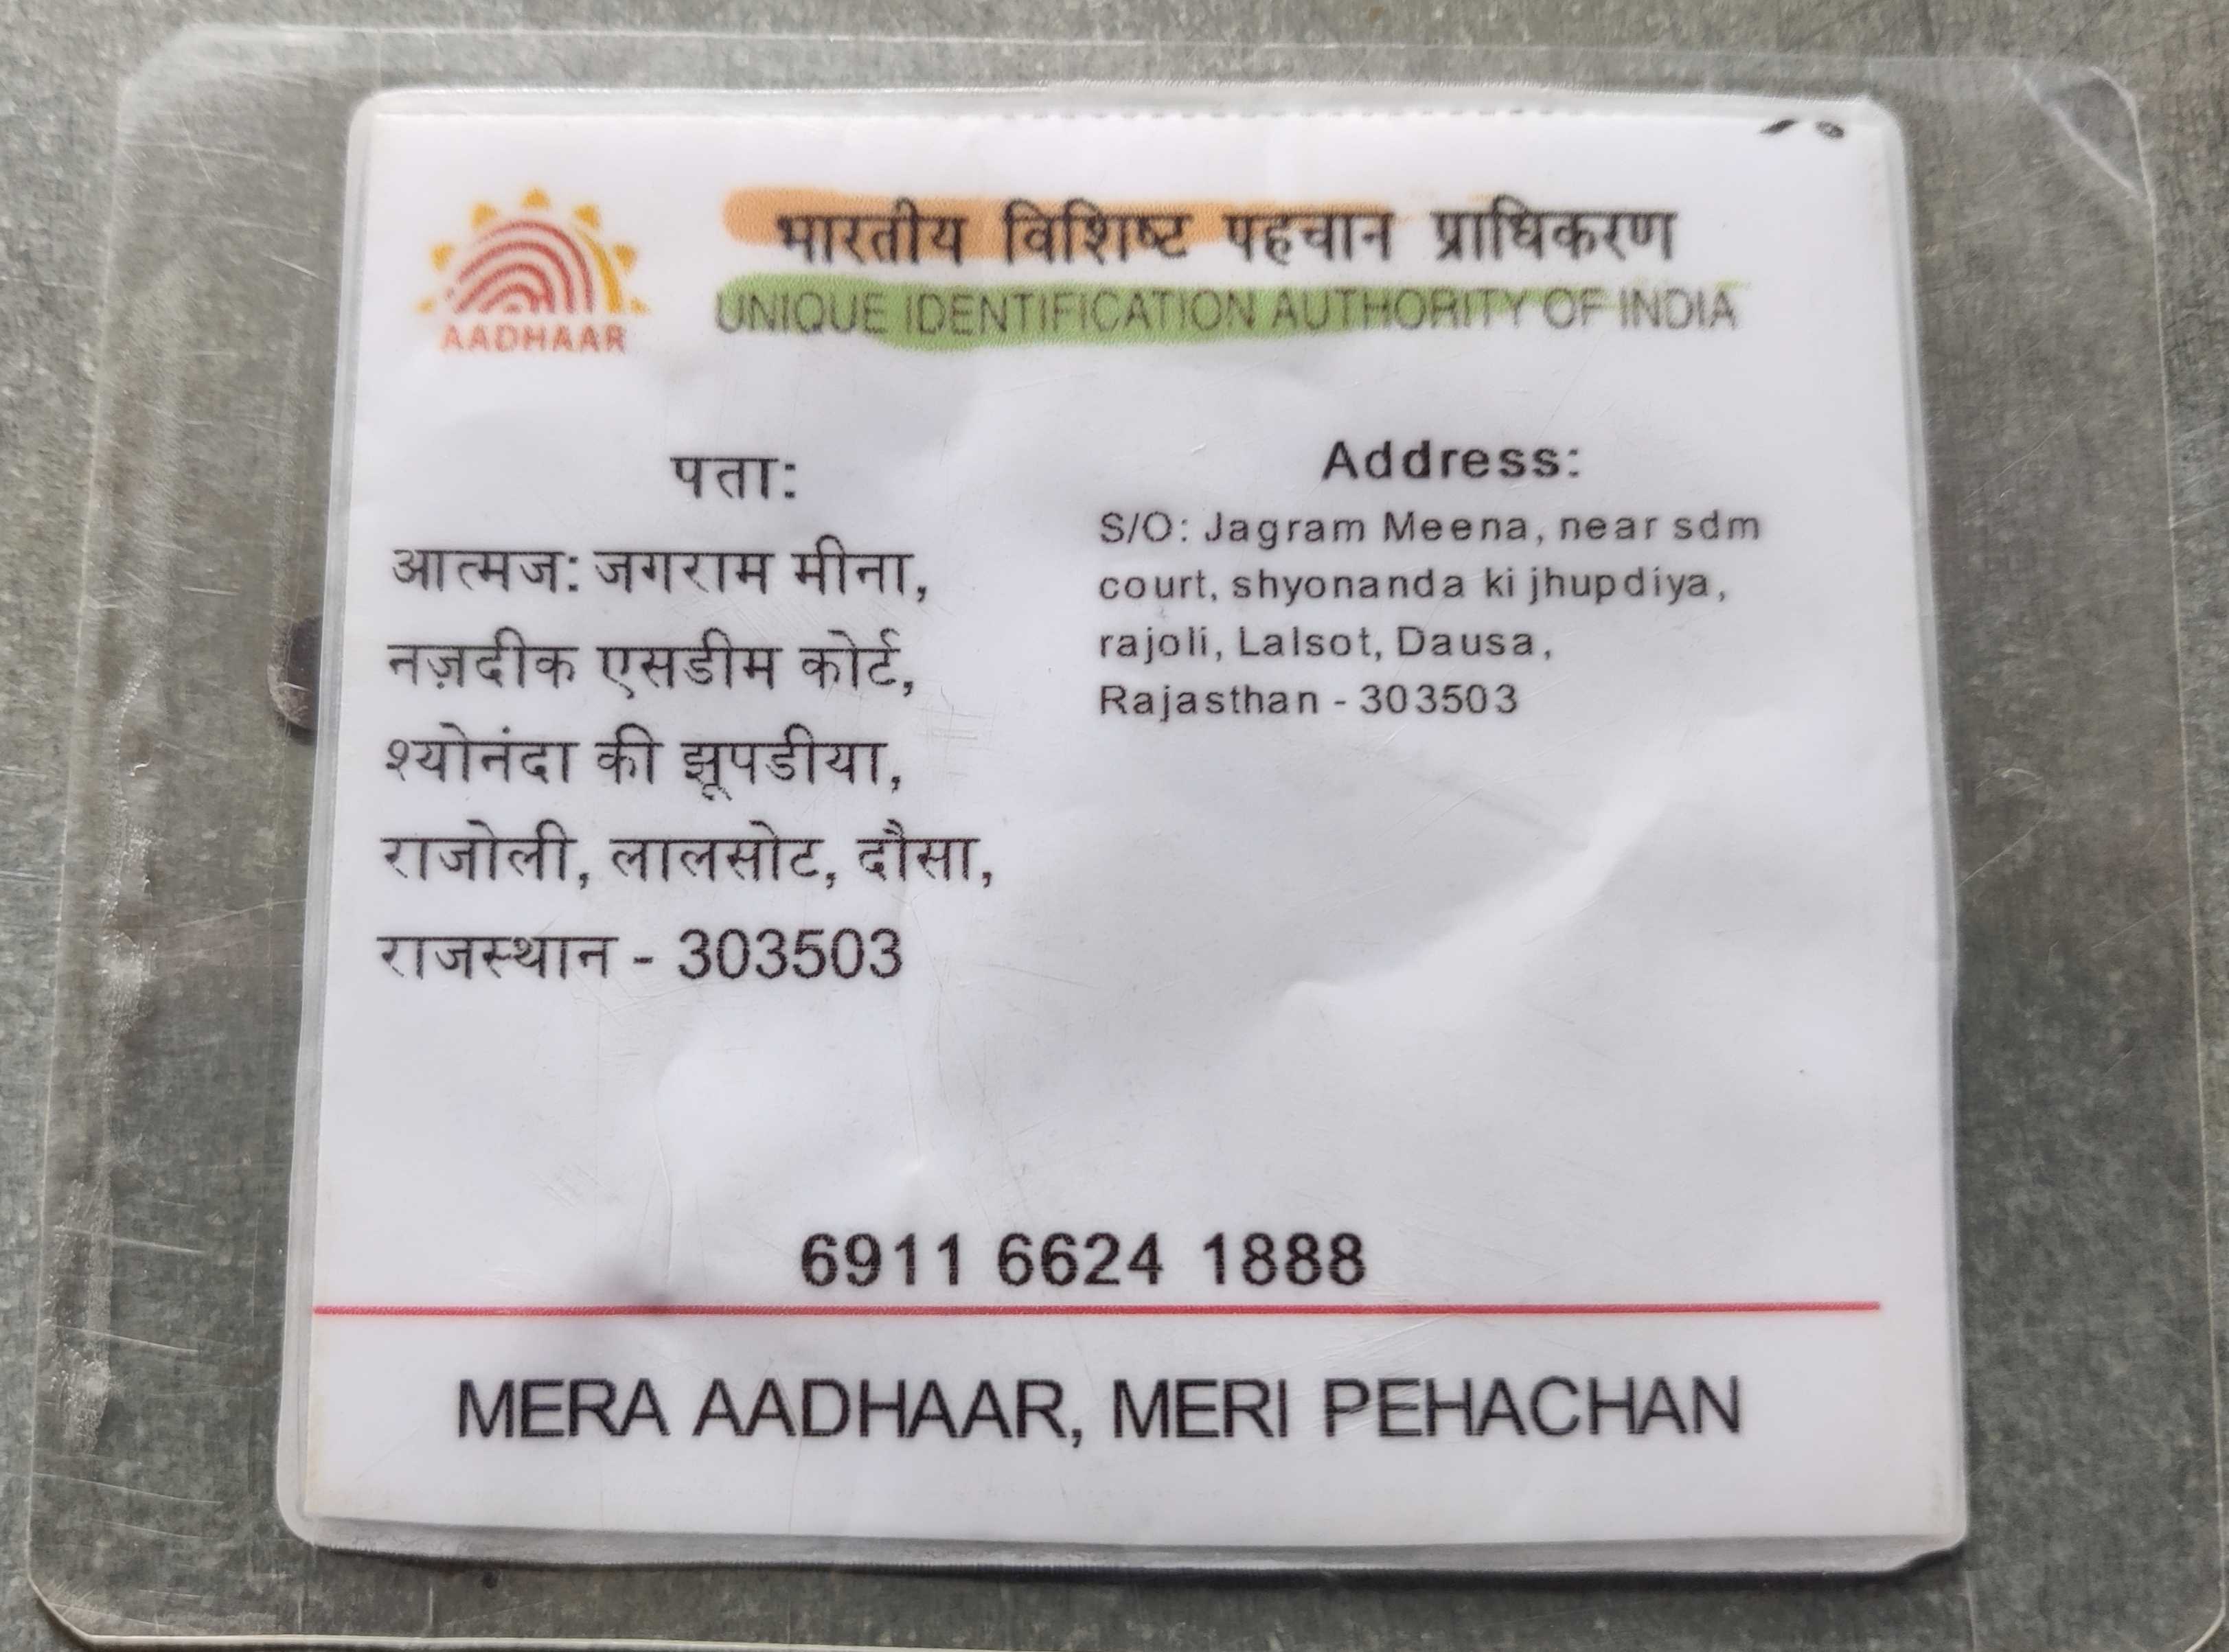 AADHAAR
भारतीय विशिष्ट पहचान प्राधिकरण
UNIQUE IDENTIFICATION AUTHORITY OF INDIA
पता:
आत्मज: जगराम मीना,
नज़दीक एसडीम कोर्ट,
श्योनंदा की झूपडीया,
राजोली, लालसोट, दौसा,
राजस्थान - 303503
Address:
S/O: Jagram Meena, near sdm
court, shyonanda ki jhupdiya,
rajoli, Lalsot, Dausa,
Rajasthan - 303503
6911 6624 1888
MERA AADHAAR, MERI PEHACHAN